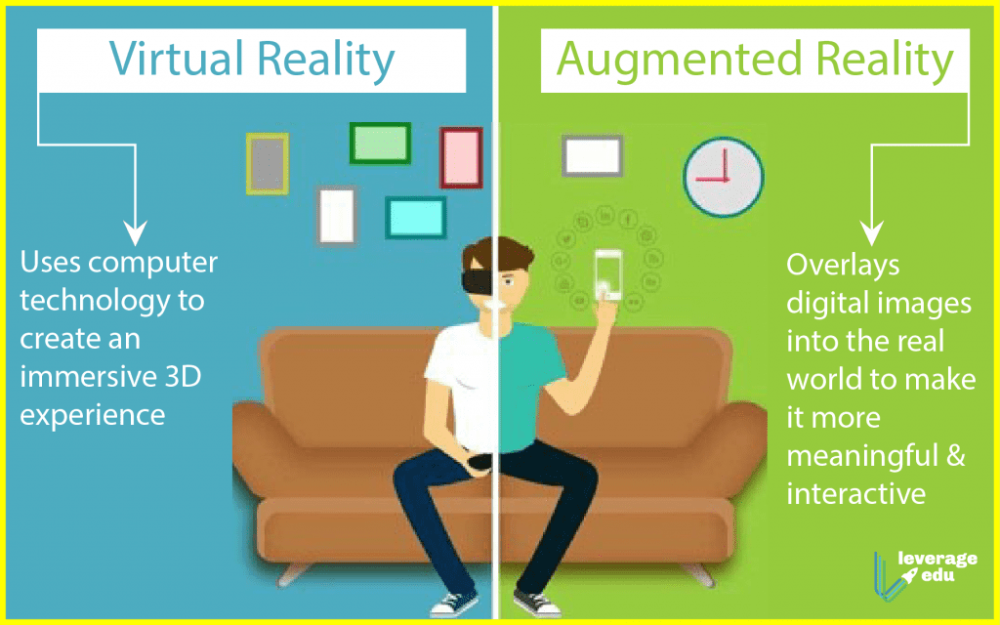 Virtual Reality
Uses computer
technology to
create an
immersive 3D
experience
Augmented Reality
Overlays
digital images
into the real
world to make
it more
meaningful &
interactive
leverage
edu